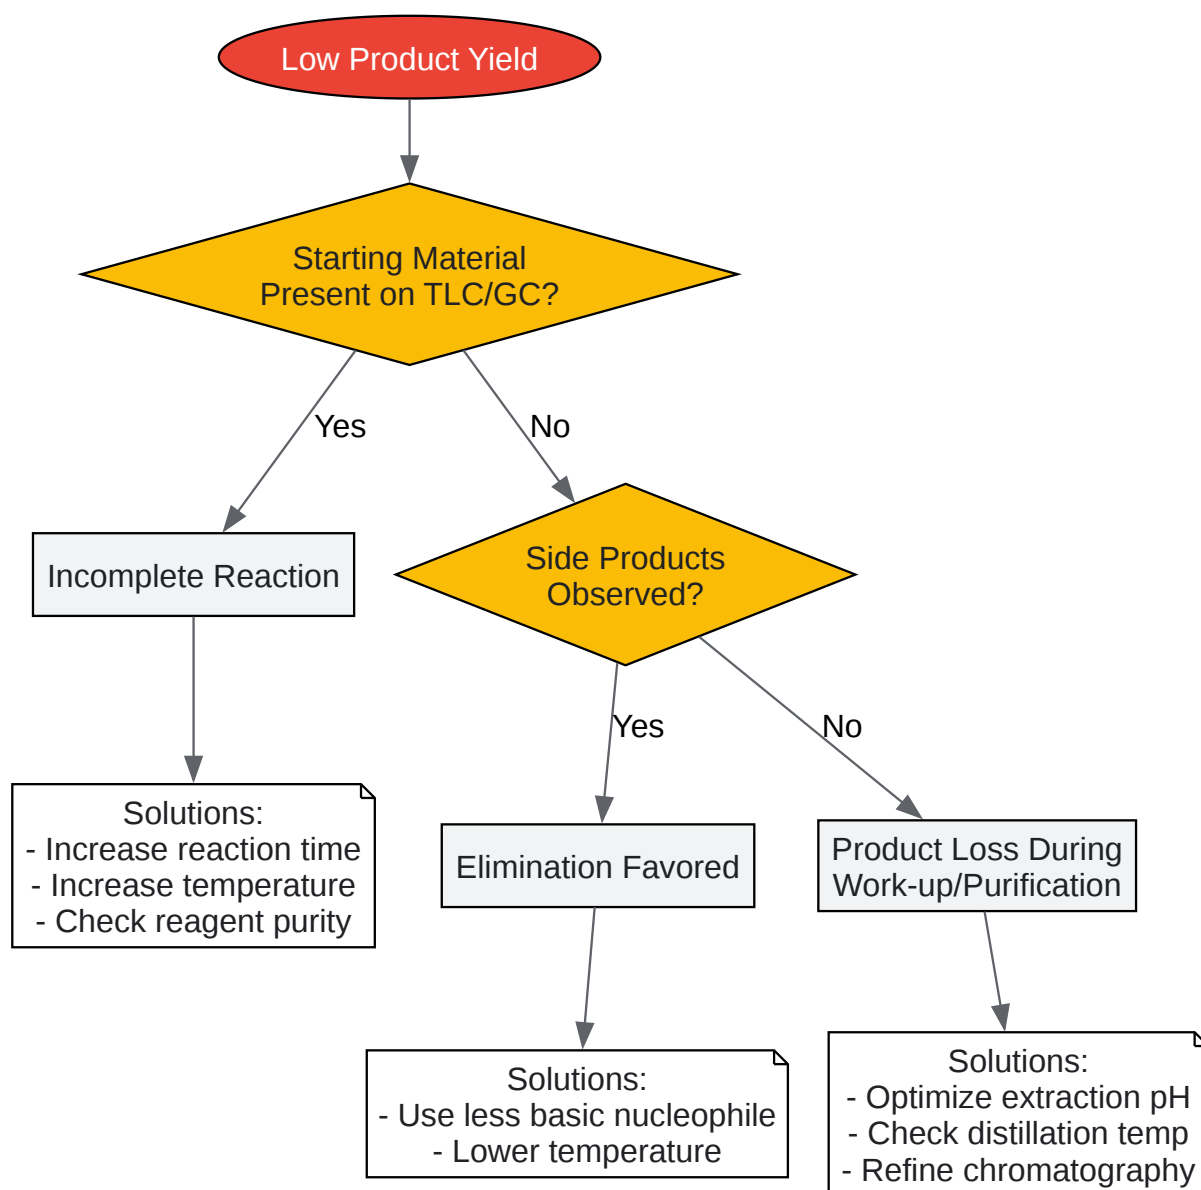 Low Product Yield
Starting Material
Present on TLC/GC?
Yes
No
Incomplete Reaction
Side Products
Observed?
Yes
No
Solutions:
- Increase reaction time
- Increase temperature
- Check reagent purity
Elimination Favored
Product Loss During
Work-up/Purification
Solutions:
- Use less basic nucleophile
- Lower temperature
Solutions:
- Optimize extraction pH
- Check distillation temp
- Refine chromatography